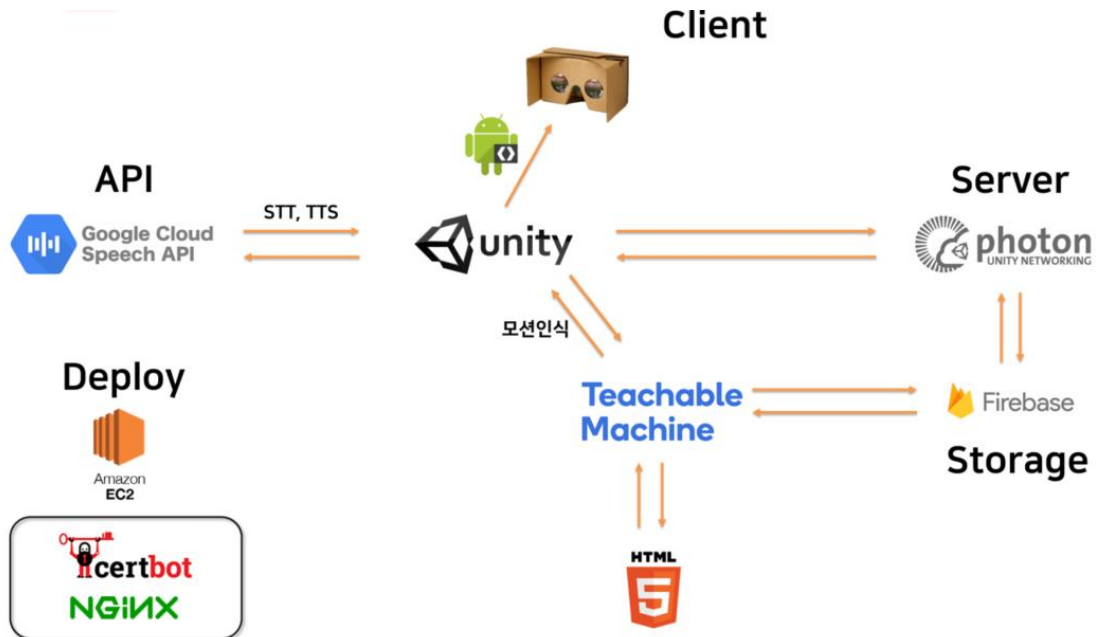 Client
API
Google Cloud
Speech API
STT, TTS
unity
Server
photon
UNITY NETWORKING
모션인식
Deploy
Amazon
EC2
Teachable
Machine
Firebase
Storage
certbot
NGINX
HTML
5